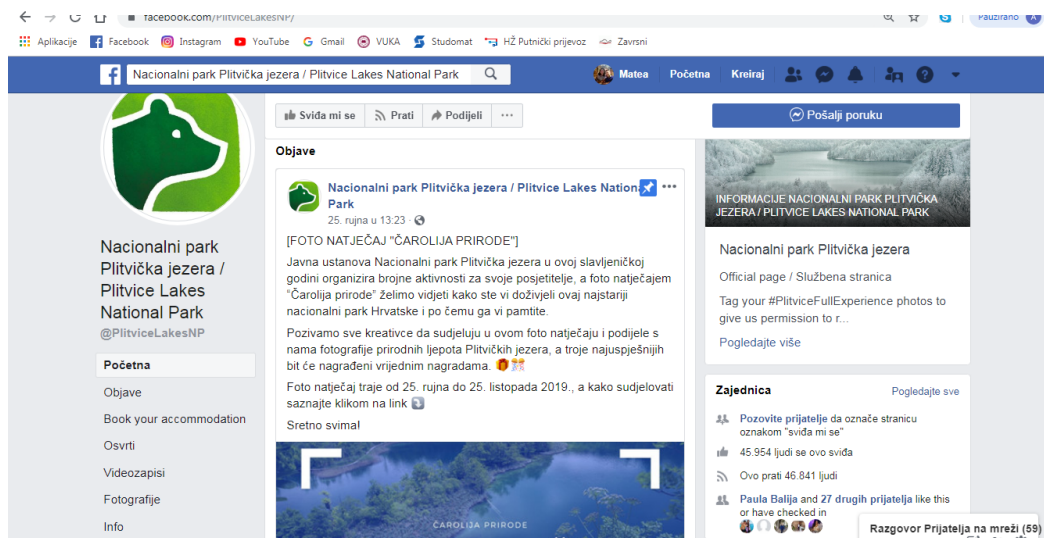 facebook.com/PlitviceLakesNP/
Pauzirano A
Aplikacije Facebook Instagram YouTube Gmail VUKA Studomat HŽ Putnički prijevoz Zavrsni
Nacionalni park Plitvička jezera / Plitvice Lakes National Park
Matea Početna Kreiraj
Sviđa mi se Prati Podijeli ...
Pošalji poruku
Objave
Nacionalni park Plitvička jezera / Plitvice Lakes Nation
Park
25. rujna u 13:23 ·
[FOTO NATJEČAJ "ČAROLIJA PRIRODE"]
Javna ustanova Nacionalni park Plitvička jezera u ovoj slavljeničkoj
godini organizira brojne aktivnosti za svoje posjetitelje, a foto natječajem
“Čarolija prirode” želimo vidjeti kako ste vi doživjeli ovaj najstariji
nacionalni park Hrvatske i po čemu ga vi pamtite.
Pozivamo sve kreativce da sudjeluju u ovom foto natječaju i podijele s
nama fotografije prirodnih ljepota Plitvičkih jezera, a troje najuspješnijih
bit će nagrađeni vrijednim nagradama. 🎁🎊
Foto natječaj traje od 25. rujna do 25. listopada 2019., a kako sudjelovati
saznajte klikom na link ⤵️
Sretno svima!
ČAROLIJA PRIRODE
Nacionalni park
Plitvička jezera /
Plitvice Lakes
National Park
@PlitviceLakesNP
Početna
Objave
Book your accommodation
Osvrti
Videozapisi
Fotografije
Info
INFORMACIJE NACIONALNI PARK PLITVIČKA
JEZERA / PLITVICE LAKES NATIONAL PARK
Nacionalni park Plitvička jezera
Official page / Službena stranica
Tag your #PlitviceFullExperience photos to
give us permission to r...
Pogledajte više
Zajednica Pogledajte sve
Pozovite prijatelje da označe stranicu
oznakom "sviđa mi se"
45.954 ljudi se ovo sviđa
Ovo prati 46.841 ljudi
Paula Balija and 27 drugih prijatelja like this
or have checked in
Razgovor Prijatelja na mreži (59)